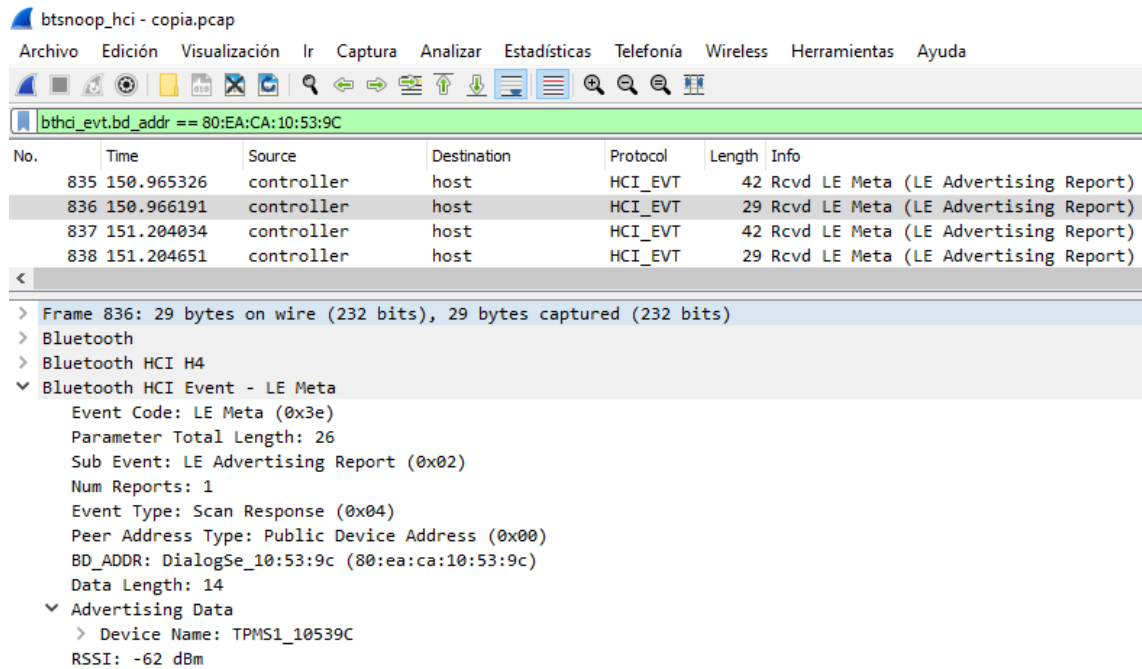 btsnoop_hci - copia.pcap
Archivo Edición Visualización Ir Captura Analizar Estadísticas Telefonía Wireless Herramientas Ayuda
bthci_evt.bd_addr == 80:EA:CA:10:53:9C
No. Time Source Destination Protocol Length Info
835 150.965326 controller host HCI_EVT 42 Rcvd LE Meta (LE Advertising Report)
836 150.966191 controller host HCI_EVT 29 Rcvd LE Meta (LE Advertising Report)
837 151.204034 controller host HCI_EVT 42 Rcvd LE Meta (LE Advertising Report)
838 151.204651 controller host HCI_EVT 29 Rcvd LE Meta (LE Advertising Report)
Frame 836: 29 bytes on wire (232 bits), 29 bytes captured (232 bits)
Bluetooth
Bluetooth HCI H4
Bluetooth HCI Event - LE Meta
Event Code: LE Meta (0x3e)
Parameter Total Length: 26
Sub Event: LE Advertising Report (0x02)
Num Reports: 1
Event Type: Scan Response (0x04)
Peer Address Type: Public Device Address (0x00)
BD_ADDR: DialogSe_10:53:9c (80:ea:ca:10:53:9c)
Data Length: 14
Advertising Data
Device Name: TPMS1_10539C
RSSI: -62 dBm